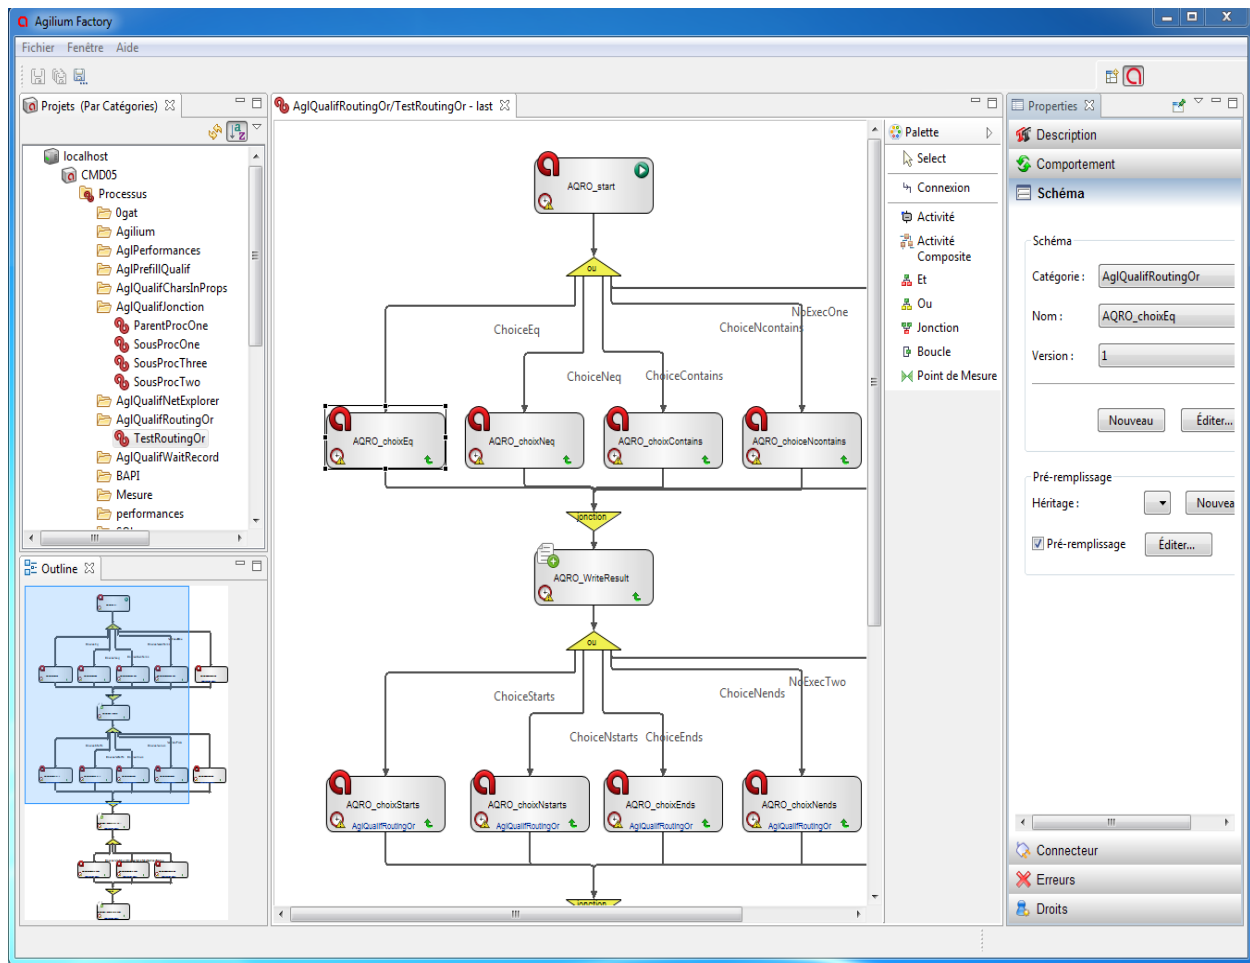 Agilium Factory
Fichier Fenêtre Aide
Projets (Par Catégories)
localhost
CMD05
Processus
0gat
Agilium
AglPerformances
AglPrefillQualif
AglQualifCharsInProps
AglQualifJonction
ParentProcOne
SousProcOne
SousProcThree
SousProcTwo
AglQualifNetExplorer
AglQualifRoutingOr
TestRoutingOr
AglQualifWaitRecord
BAPI
Mesure
performances
Outline
AglQualifRoutingOr/TestRoutingOr - last
AQRO_start
ou
NoExecOne
ChoiceEq
ChoiceNcontains
ChoiceNeq
ChoiceContains
AQRO_choixEq
AQRO_choixNeq
AQRO_choixContains
AQRO_choiceNcontains
jonction
AQRO_WriteResult
ou
NoExecTwo
ChoiceStarts
ChoiceNends
ChoiceNstarts
ChoiceEnds
AQRO_choixStarts
AglQualifRoutingOr
AQRO_choixNstarts
AglQualifRoutingOr
AQRO_choixEnds
AglQualifRoutingOr
AQRO_choixNends
AglQualifRoutingOr
jonction
Palette
Select
Connexion
Activité
Activité
Composite
Et
Ou
Jonction
Boucle
Point de Mesure
Properties
Description
Comportement
Schéma
Schéma
Catégorie : AglQualifRoutingOr
Nom : AQRO_choixEq
Version : 1
Nouveau Éditer...
Pré-remplissage
Héritage : Nouvea
Pré-remplissage Éditer...
Connecteur
Erreurs
Droits